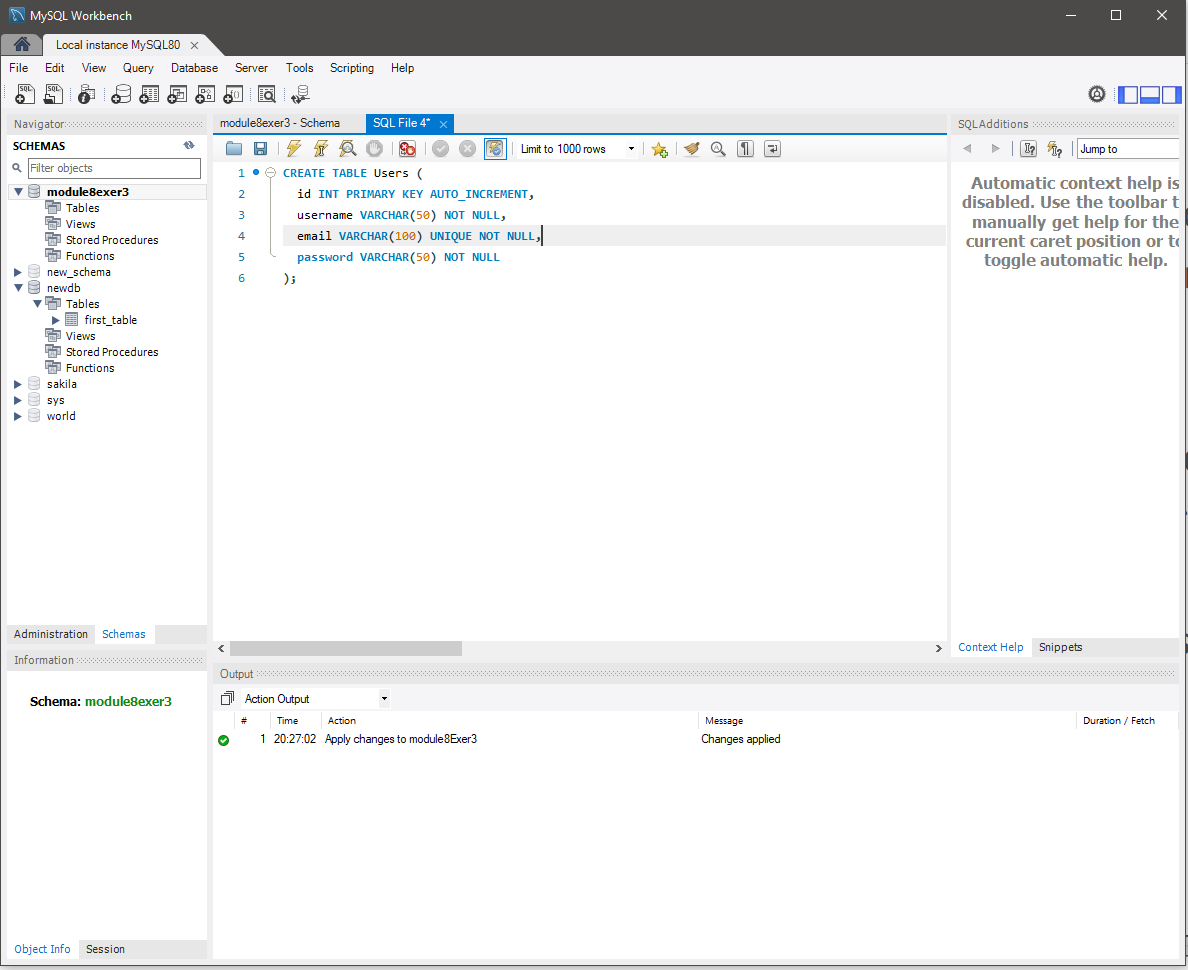 MySQL Workbench
Local instance MySQL80
File Edit View Query Database Server Tools Scripting Help
Navigator
SCHEMAS
Filter objects
module8exer3
Tables
Views
Stored Procedures
Functions
new_schema
newdb
Tables
first_table
Views
Stored Procedures
Functions
sakila
sys
world
Administration Schemas
Information
Schema: module8exer3
Object Info Session
module8exer3 - Schema SQL File 4*
Limit to 1000 rows
1 CREATE TABLE Users (
2 id INT PRIMARY KEY AUTO_INCREMENT,
3 username VARCHAR(50) NOT NULL,
4 email VARCHAR(100) UNIQUE NOT NULL,
5 password VARCHAR(50) NOT NULL
6 );
SQLAdditions
Jump to
Automatic context help is
disabled. Use the toolbar t
manually get help for the
current caret position or to
toggle automatic help.
Context Help Snippets
Output
Action Output
# Time Action Message Duration / Fetch
1 20:27:02 Apply changes to module8Exer3 Changes applied